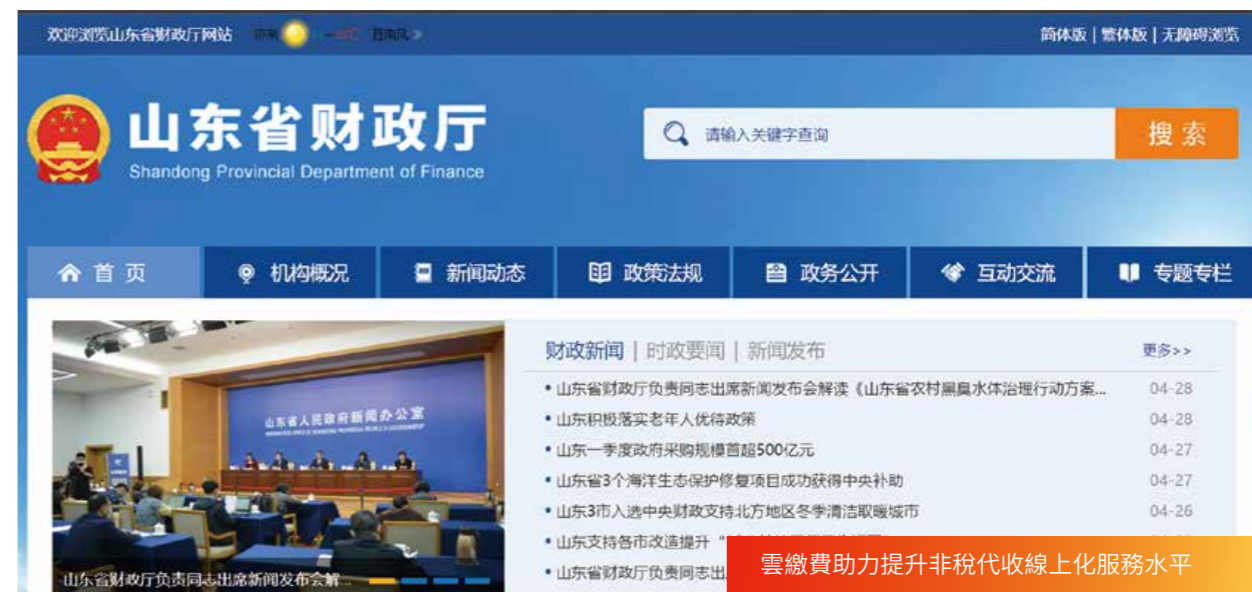 欢迎浏览山东省财政厅网站
简体版 | 繁体版 | 无障碍浏览
山东省财政厅
Shandong Provincial Department of Finance
请输入关键字查询
搜 索
首 页
机构概况
新闻动态
政策法规
政务公开
互动交流
专题专栏
山东省人民政府新闻办公室
山东省财政厅负责同志出席新闻发布会解...
财政新闻 | 时政要闻 | 新闻发布 更多>>
• 山东省财政厅负责同志出席新闻发布会解读《山东省农村黑臭水体治理行动方案... 04-28
• 山东积极落实老年人优待政策 04-28
• 山东一季度政府采购规模首超500亿元 04-27
• 山东省3个海洋生态保护修复项目成功获得中央补助 04-27
• 山东3市入选中央财政支持北方地区冬季清洁取暖城市 04-26
• 山东支持各市改造提升
• 山东省财政厅负责同志出
雲繳費助力提升非稅代收線上化服務水平